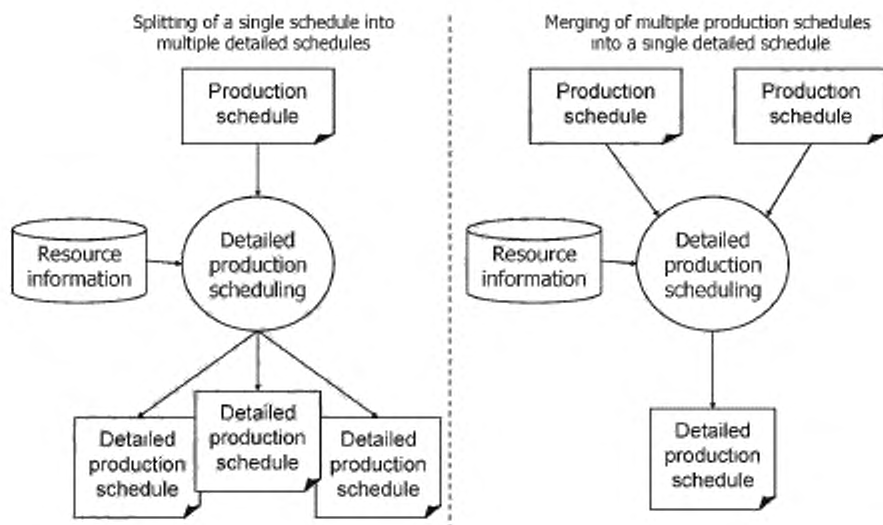 Splitting of a single schedule into
multiple detailed schedules
Production
schedule
Resource
information
Detailed
production
scheduling
Detailed
production
schedule
Detailed
production
schedule
Detailed
production
schedule
Merging of multiple production schedules
into a single detailed schedule
Production
schedule
Production
schedule
Resource
information
Detailed
production
scheduling
Detailed
production
schedule